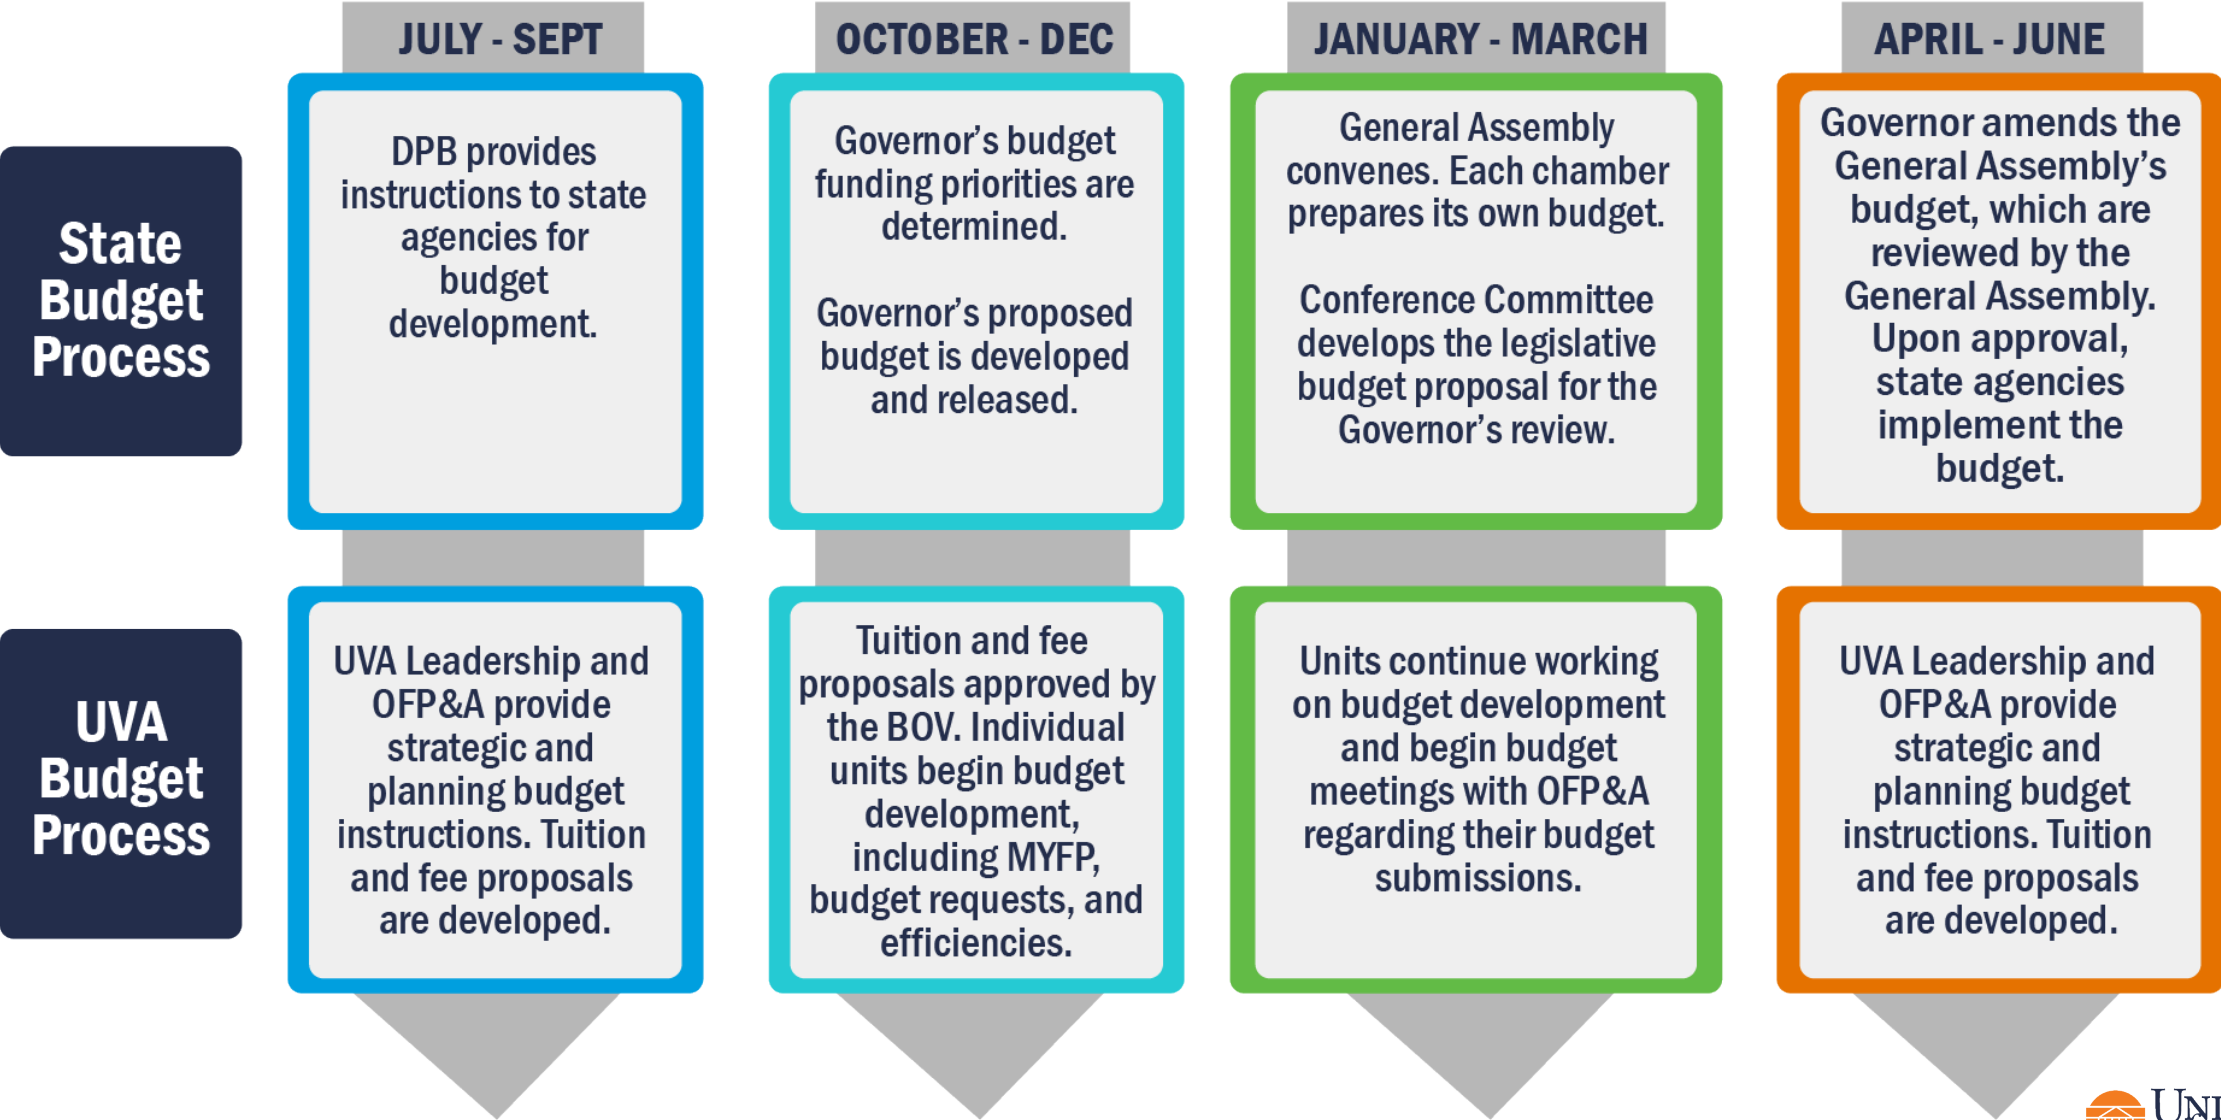 JULY - SEPT
OCTOBER - DEC
JANUARY - MARCH
APRIL - JUNE
State
Budget
Process
DPB provides
instructions to state
agencies for
budget
development.
Governor’s budget
funding priorities are
determined.
Governor’s proposed
budget is developed
and released.
General Assembly
convenes. Each chamber
prepares its own budget.
Conference Committee
develops the legislative
budget proposal for the
Governor’s review.
Governor amends the
General Assembly’s
budget, which are
reviewed by the
General Assembly.
Upon approval,
state agencies
implement the
budget.
UVA
Budget
Process
UVA Leadership and
OFP&A provide
strategic and
planning budget
instructions. Tuition
and fee proposals
are developed.
Tuition and fee
proposals approved by
the BOV. Individual
units begin budget
development,
including MYFP,
budget requests, and
efficiencies.
Units continue working
on budget development
and begin budget
meetings with OFP&A
regarding their budget
submissions.
UVA Leadership and
OFP&A provide
strategic and
planning budget
instructions. Tuition
and fee proposals
are developed.